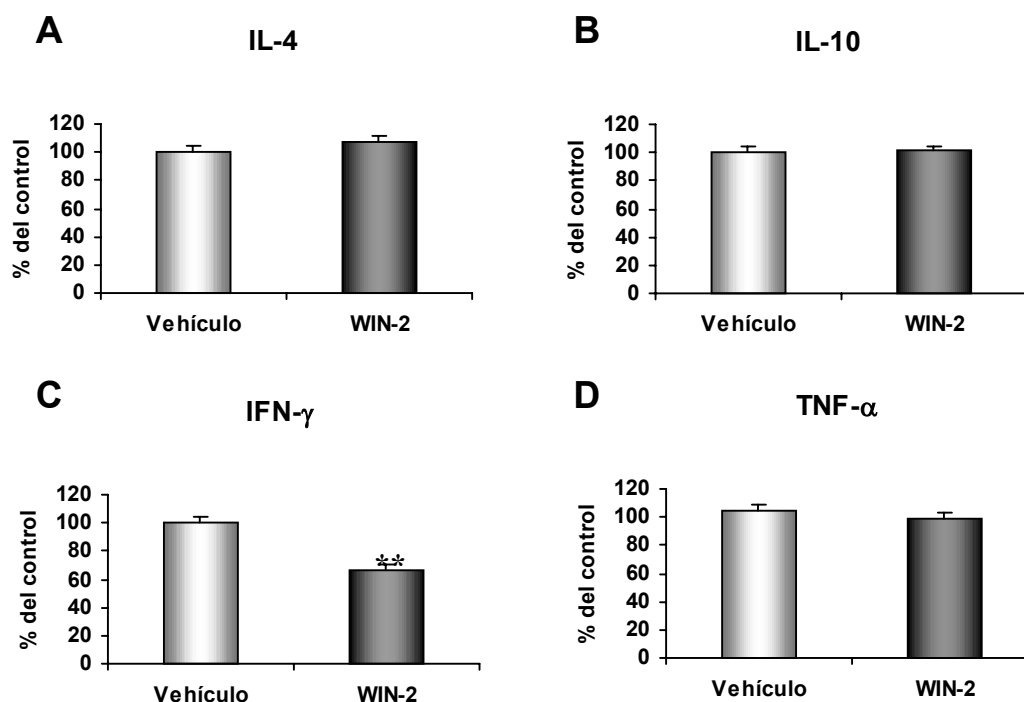 A
IL-4
% del control
120
100
80
60
40
20
0
Vehículo
WIN-2
B
IL-10
% del control
120
100
80
60
40
20
0
Vehículo
WIN-2
C
IFN-γ
% del control
120
100
80
60
40
20
0
**
Vehículo
WIN-2
D
TNF-α
% del control
120
100
80
60
40
20
0
Vehículo
WIN-2